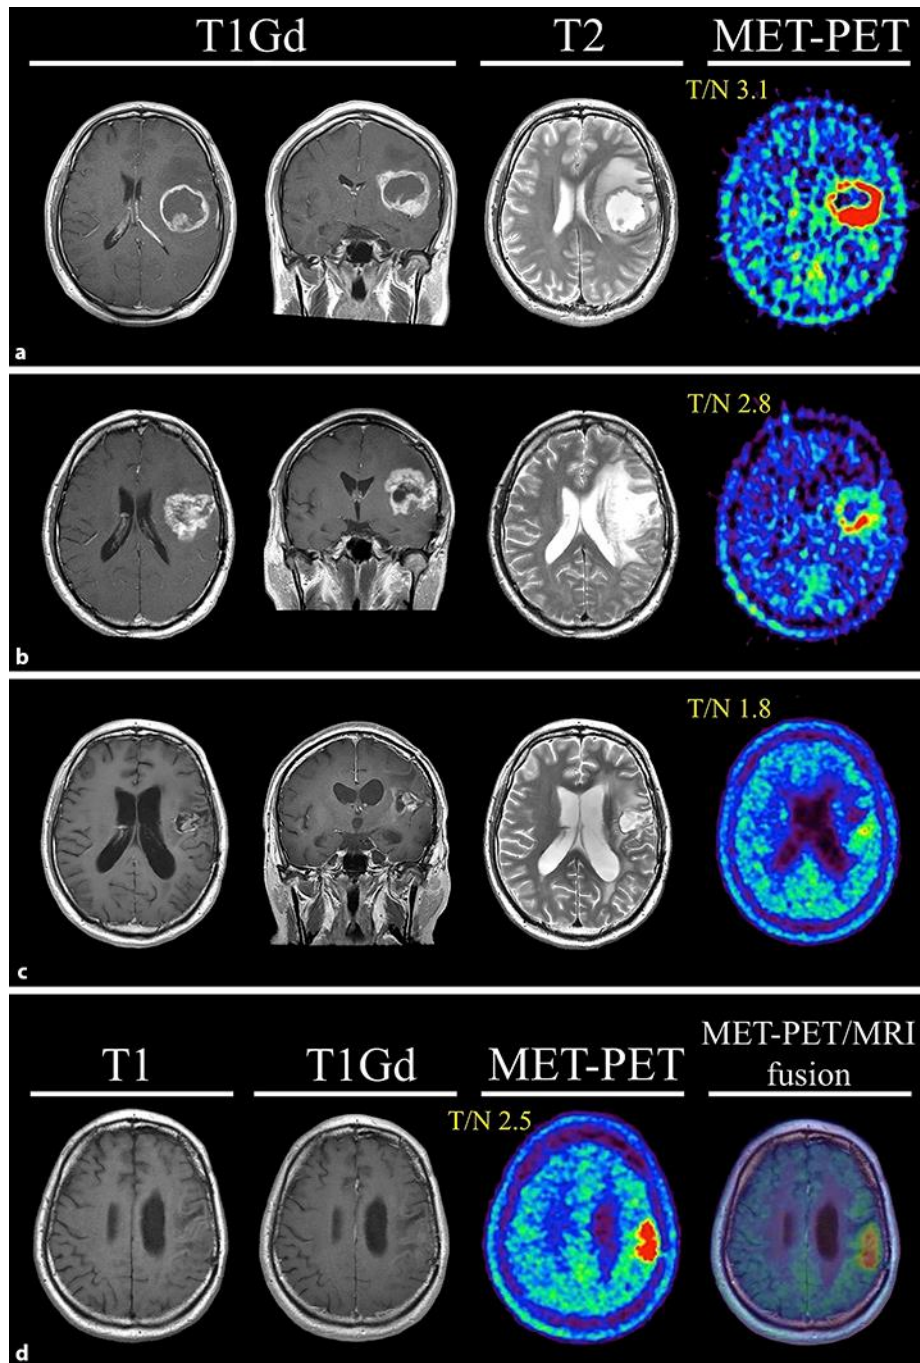 T1Gd T2 MET-PET
T/N 3.1
a
T/N 2.8
b
T/N 1.8
c
T1 T1Gd MET-PET MET-PET/MRI
fusion
T/N 2.5
d